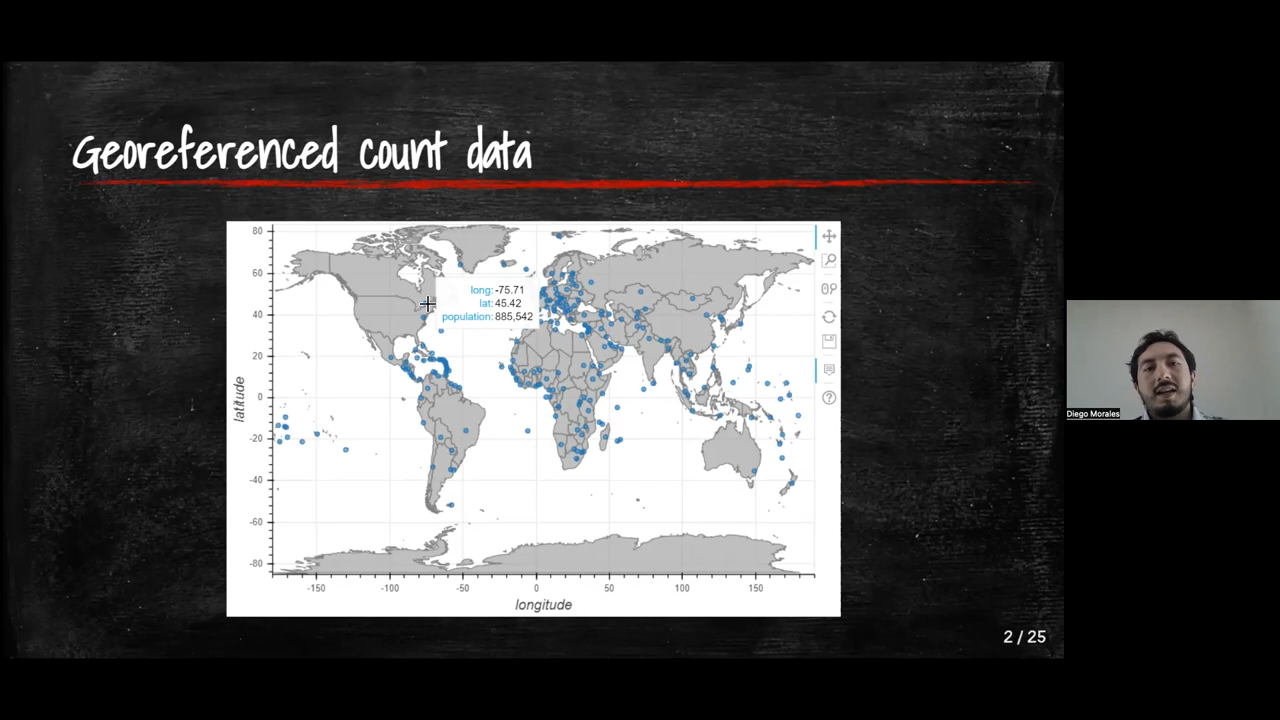 Georeferenced count data
80
60
40
20
0
-20
-40
-60
-80
latitude
long: -75.71
lat: 45.42
population: 885,542
-150
-100
-50
0
50
100
150
longitude
Diego Morales
2 / 25